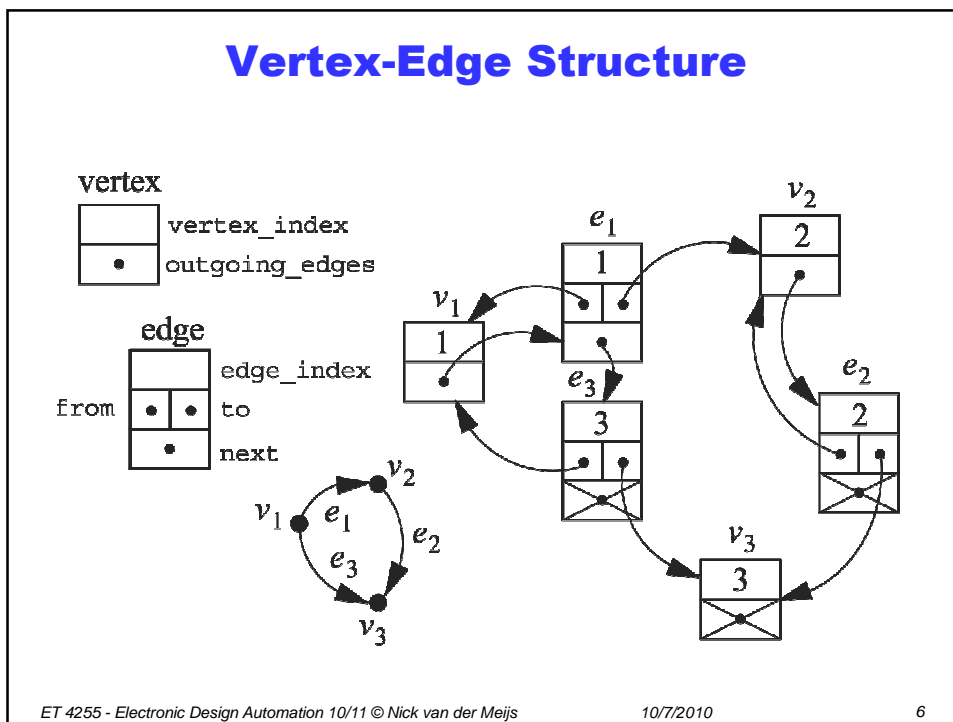 Vertex-Edge Structure
vertex
vertex_index
outgoing_edges
edge
edge_index
from
to
next
v1
e1
v2
e2
e3
v3
v1
1
e1
1
v2
2
e3
3
e2
2
v3
3
ET 4255 - Electronic Design Automation 10/11 © Nick van der Meijs 10/7/2010 6